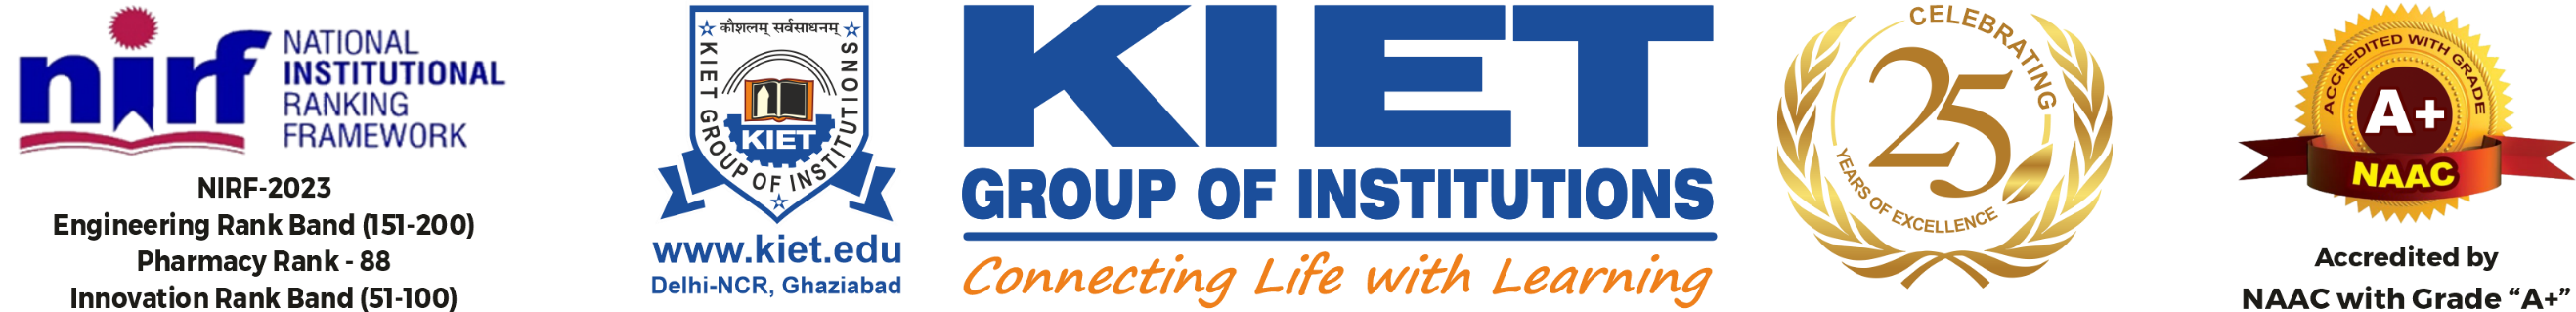 nirf
NATIONAL
INSTITUTIONAL
RANKING
FRAMEWORK
NIRF-2023
Engineering Rank Band (151-200)
Pharmacy Rank - 88
Innovation Rank Band (51-100)
कौशलम् सर्वसाधनम्
KIET GROUP OF INSTITUTIONS
KIET
www.kiet.edu
Delhi-NCR, Ghaziabad
KIET
GROUP OF INSTITUTIONS
Connecting Life with Learning
CELEBRATING
25
YEARS OF EXCELLENCE
ACCREDITED WITH GRADE
A+
NAAC
Accredited by
NAAC with Grade “A+”